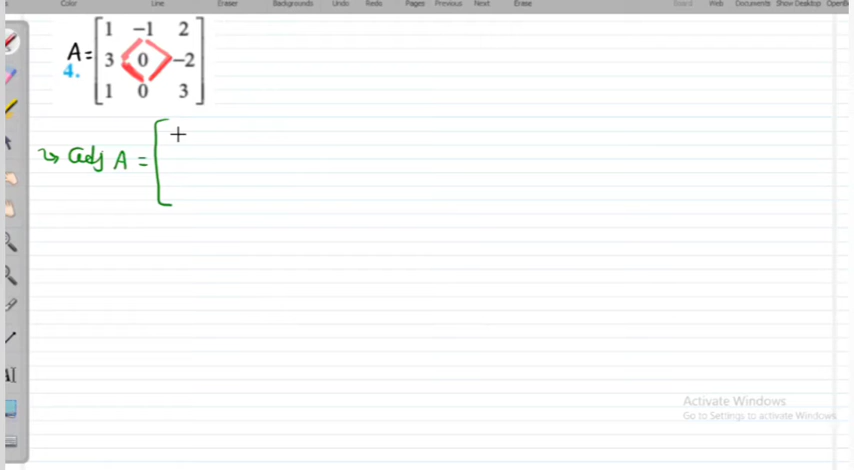 Color Line Eraser Backgrounds Undo Redo Pages Previous Next Erase Board Web Documents Show Desktop
1 -1 2
A= 3 0 -2
4.
1 0 3
adj A = [ +
AI
Activate Windows
Go to Settings to activate Windows.